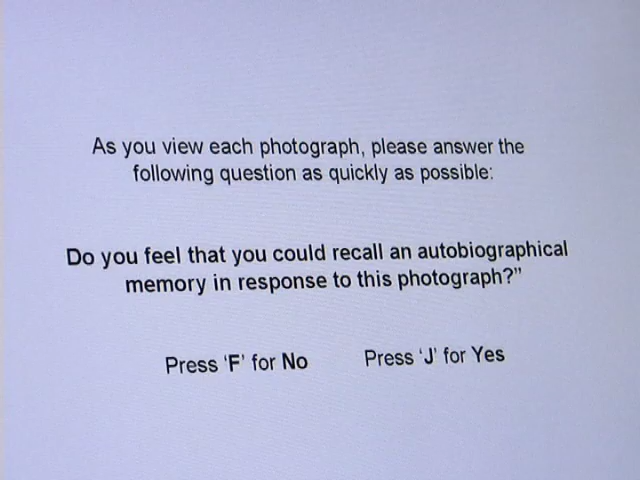 As you view each photograph, please answer the
following question as quickly as possible:
Do you feel that you could recall an autobiographical
memory in response to this photograph?”
Press ‘F’ for No Press ‘J’ for Yes